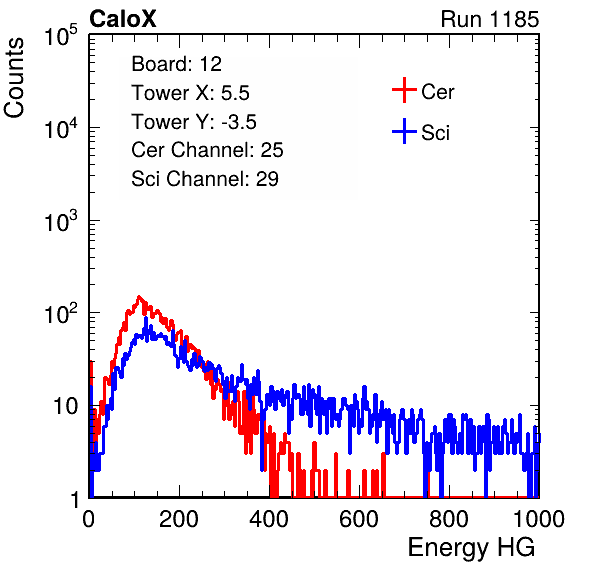 CaloX Run 1185
Counts
10^5
10^4
10^3
10^2
10
1
Board: 12
Tower X: 5.5
Tower Y: -3.5
Cer Channel: 25
Sci Channel: 29
Cer
Sci
0 200 400 600 800 1000
Energy HG